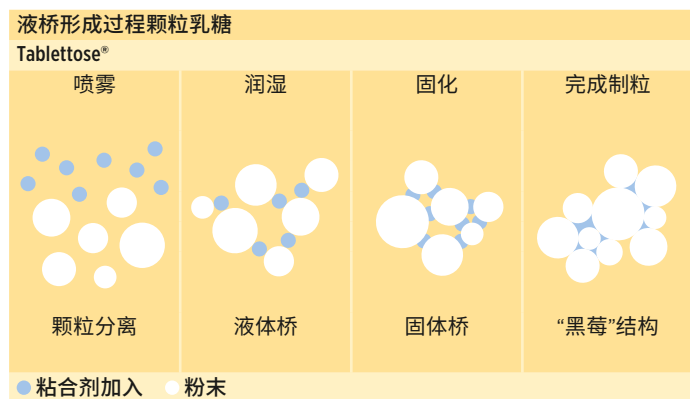 液桥形成过程颗粒乳糖
Tablettose®
喷雾 润湿 固化 完成制粒
颗粒分离 液体桥 固体桥 “黑莓”结构
粘合剂加入 粉末